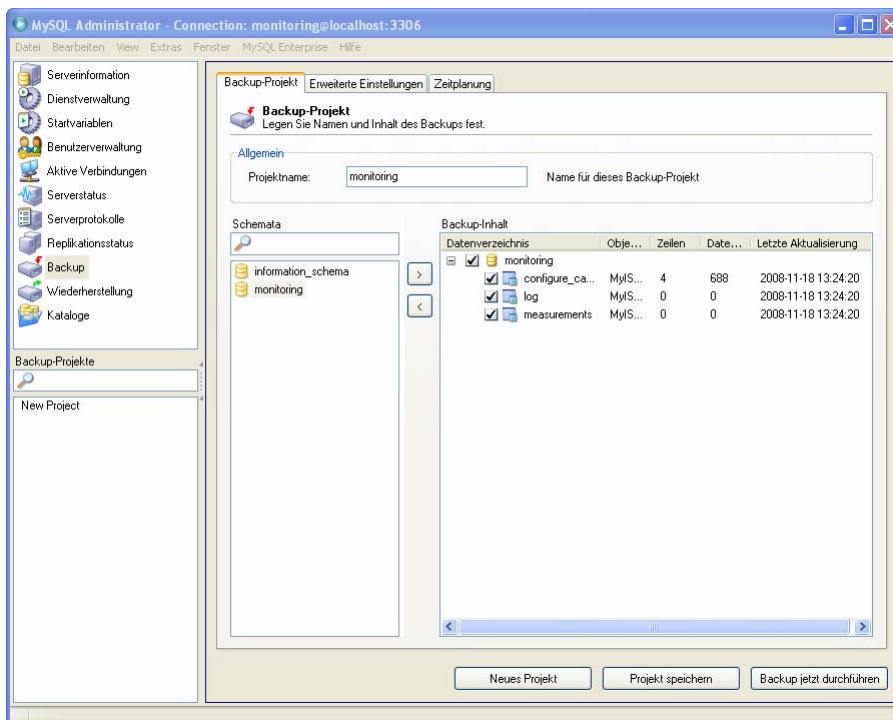 MySQL Administrator - Connection: monitoring@localhost:3306
Datei Bearbeiten View Extras Fenster MySQL Enterprise Hilfe
Serverinformation
Dienstverwaltung
Startvariablen
Benutzerverwaltung
Aktive Verbindungen
Serverstatus
Serverprotokolle
Replikationsstatus
Backup
Wiederherstellung
Kataloge
Backup-Projekte
New Project
Backup-Projekt Erweiterte Einstellungen Zeitplanung
Backup-Projekt
Legen Sie Namen und Inhalt des Backups fest.
Allgemein
Projektname: monitoring Name für dieses Backup-Projekt
Schemata
information_schema
monitoring
>
<
Backup-Inhalt
Datenverzeichnis Obje... Zeilen Date... Letzte Aktualisierung
monitoring
configure_ca... MyIS... 4 688 2008-11-18 13:24:20
log MyIS... 0 0 2008-11-18 13:24:20
measurements MyIS... 0 0 2008-11-18 13:24:20
Neues Projekt Projekt speichern Backup jetzt durchführen